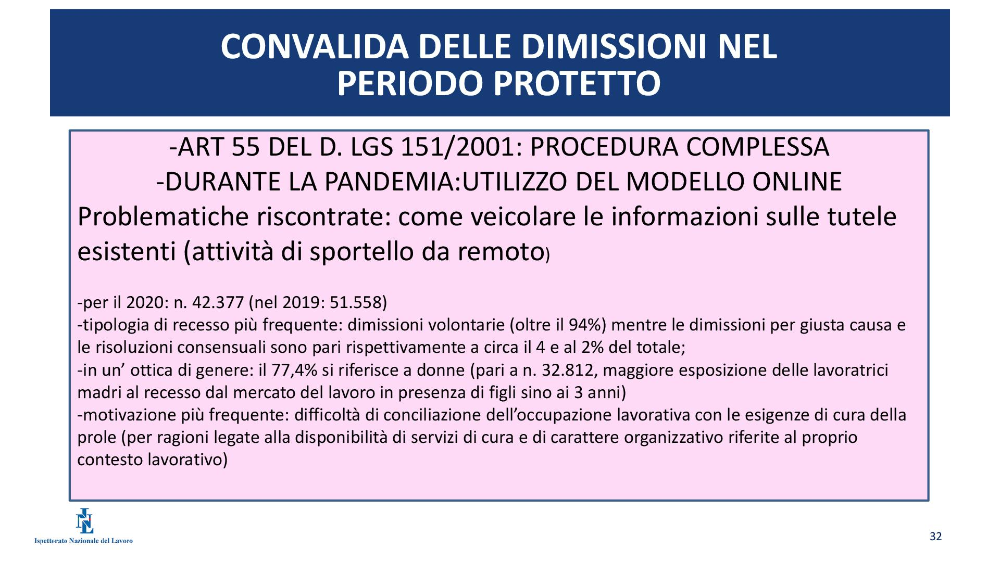 CONVALIDA DELLE DIMISSIONI NEL
PERIODO PROTETTO
-ART 55 DEL D. LGS 151/2001: PROCEDURA COMPLESSA
-DURANTE LA PANDEMIA:UTILIZZO DEL MODELLO ONLINE
Problematiche riscontrate: come veicolare le informazioni sulle tutele
esistenti (attività di sportello da remoto)
-per il 2020: n. 42.377 (nel 2019: 51.558)
-tipologia di recesso più frequente: dimissioni volontarie (oltre il 94%) mentre le dimissioni per giusta causa e
le risoluzioni consensuali sono pari rispettivamente a circa il 4 e al 2% del totale;
-in un’ ottica di genere: il 77,4% si riferisce a donne (pari a n. 32.812, maggiore esposizione delle lavoratrici
madri al recesso dal mercato del lavoro in presenza di figli sino ai 3 anni)
-motivazione più frequente: difficoltà di conciliazione dell’occupazione lavorativa con le esigenze di cura della
prole (per ragioni legate alla disponibilità di servizi di cura e di carattere organizzativo riferite al proprio
contesto lavorativo)
INL
Ispettorato Nazionale del Lavoro
32